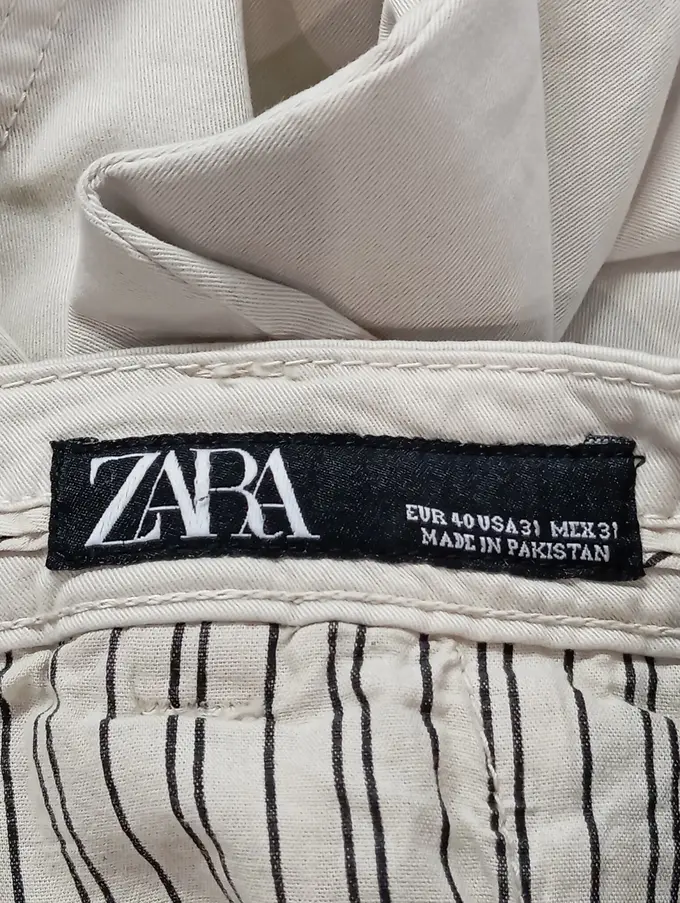 ZARA
EUR 40 USA 31 MEX 31
MADE IN PAKISTAN